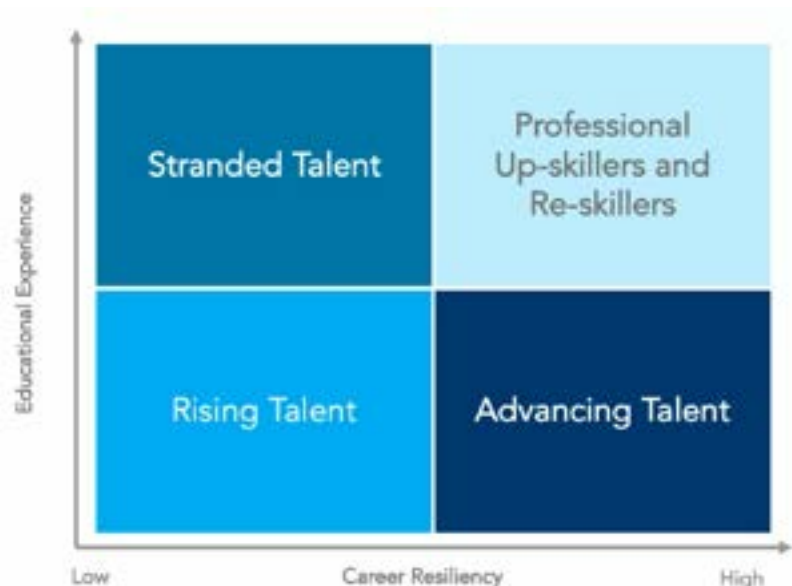 Educational Experience
Stranded Talent
Professional
Up-skillers and
Re-skillers
Rising Talent
Advancing Talent
Low
Career Resiliency
High